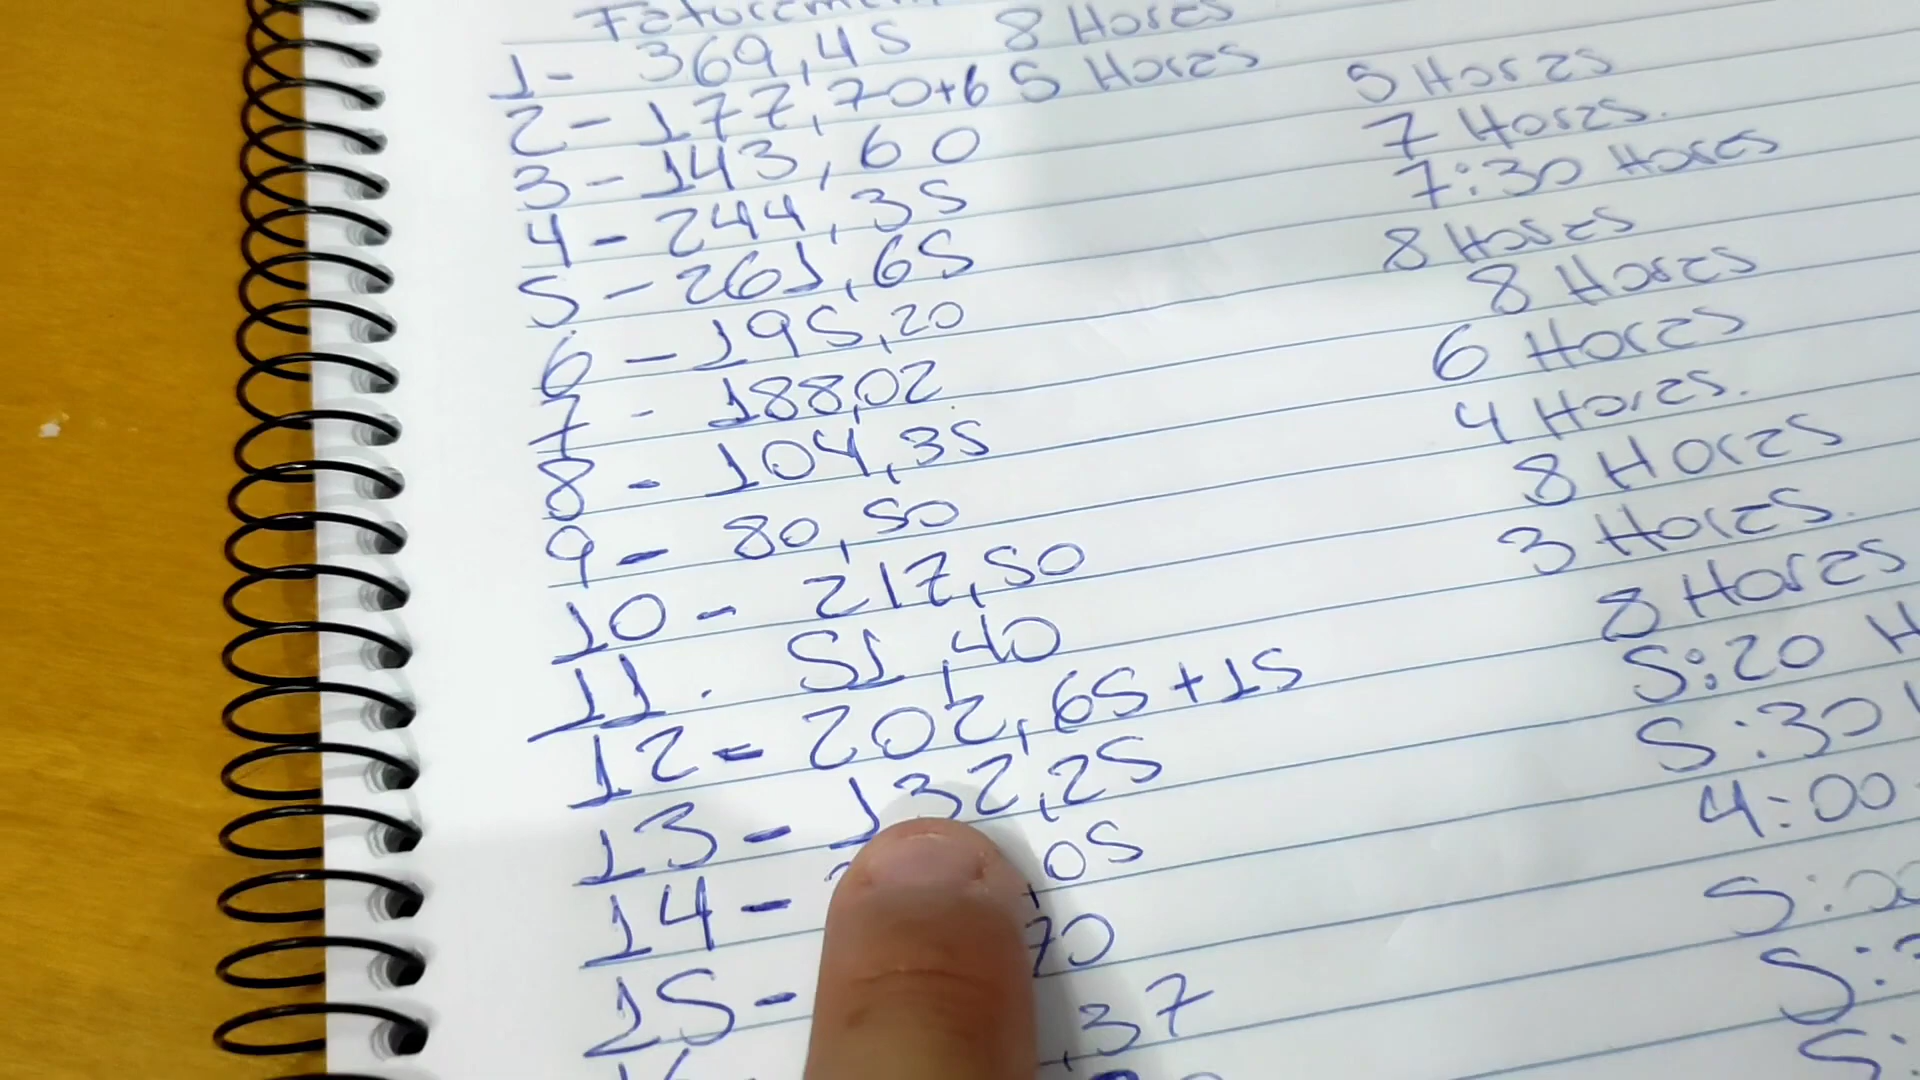 1- 369,45 8 Horas
2- 177,70+6 5 Horas
3- 143,60 5 Horas
4- 244,35 7 Horas.
5- 261,65 7:30 Horas
6- 195,20 8 Horas
7- 188,02 8 Horas
8- 104,35 6 Horas
9- 80,50 4 Horas.
10- 217,50 8 Horas
11. 51,40 3 Horas.
12- 202,65+15 8 Horas
13- 132,25 5:20 H
14- ,05 5:30
15- 70 4:00
,37